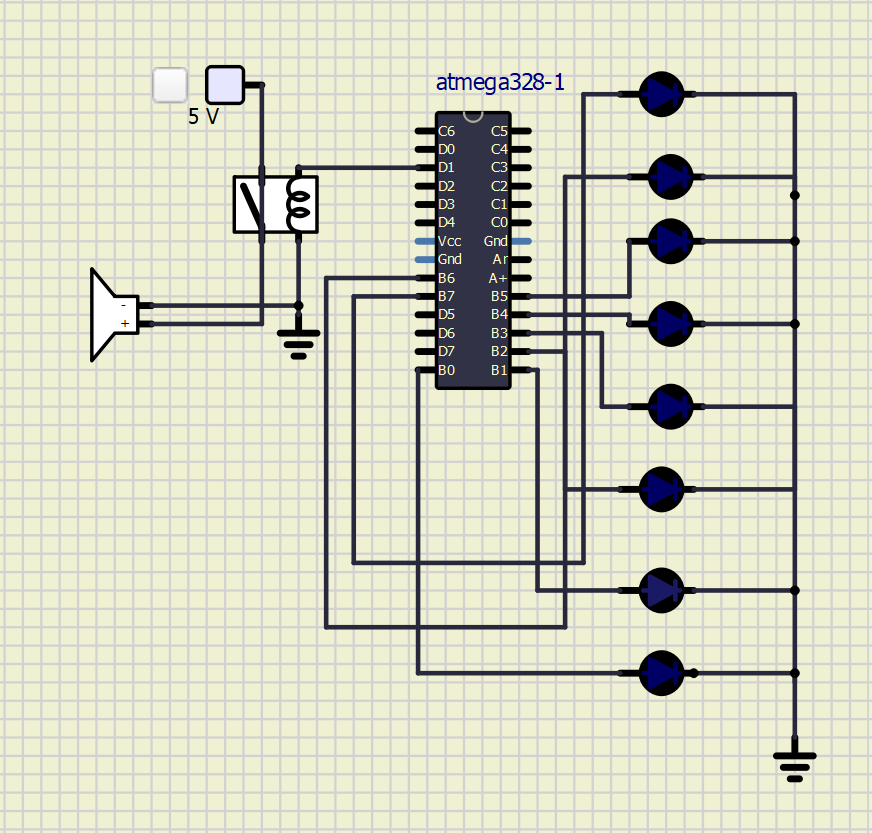 atmega328-1
5 V
C6 C5
D0 C4
D1 C3
D2 C2
D3 C1
D4 C0
Vcc Gnd
Gnd Ar
B6 A+
B7 B5
D5 B4
D6 B3
D7 B2
B0 B1
-
+